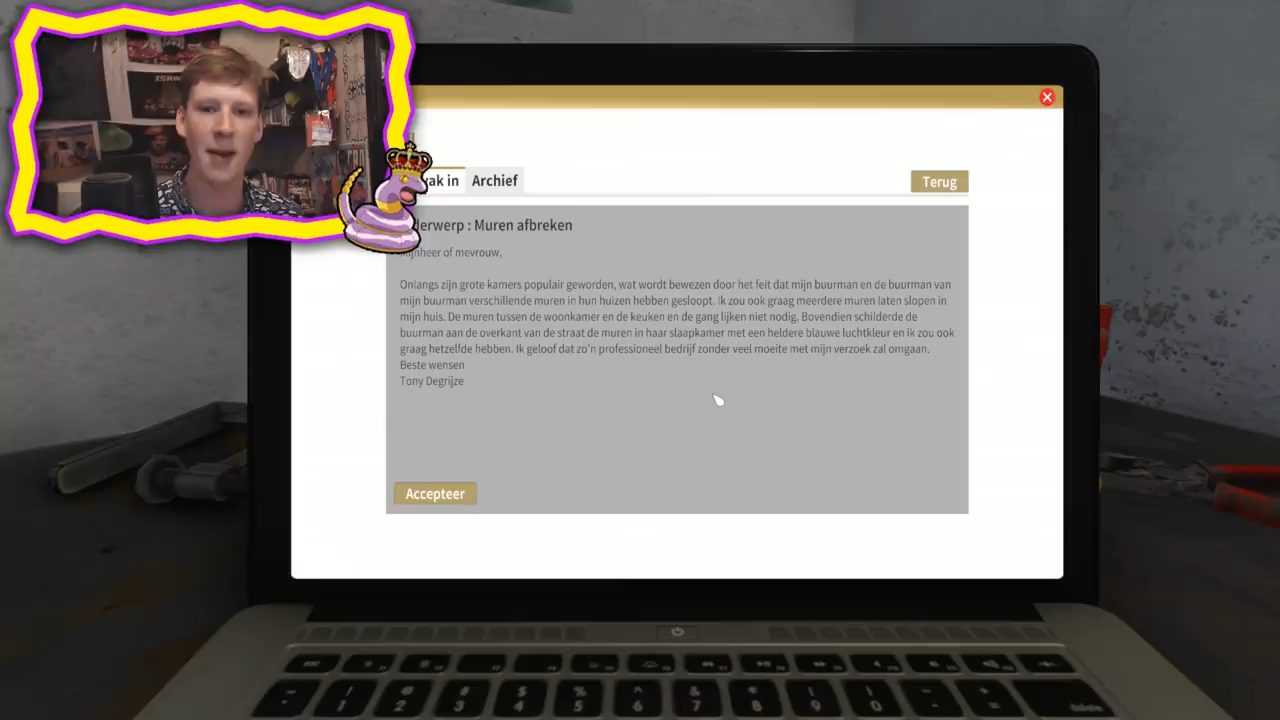 ak in
Archief
Terug
erwerp : Muren afbreken
heer of mevrouw,
Onlangs zijn grote kamers populair geworden, wat wordt bewezen door het feit dat mijn buurman en de buurman van
mijn buurman verschillende muren in hun huizen hebben gesloopt. Ik zou ook graag meerdere muren laten slopen in
mijn huis. De muren tussen de woonkamer en de keuken en de gang lijken niet nodig. Bovendien schilderde de
buurman aan de overkant van de straat de muren in haar slaapkamer met een heldere blauwe luchtkleur en ik zou ook
graag hetzelfde hebben. Ik geloof dat zo'n professioneel bedrijf zonder veel moeite met mijn verzoek zal omgaan.
Beste wensen
Tony Degrijze
Accepteer